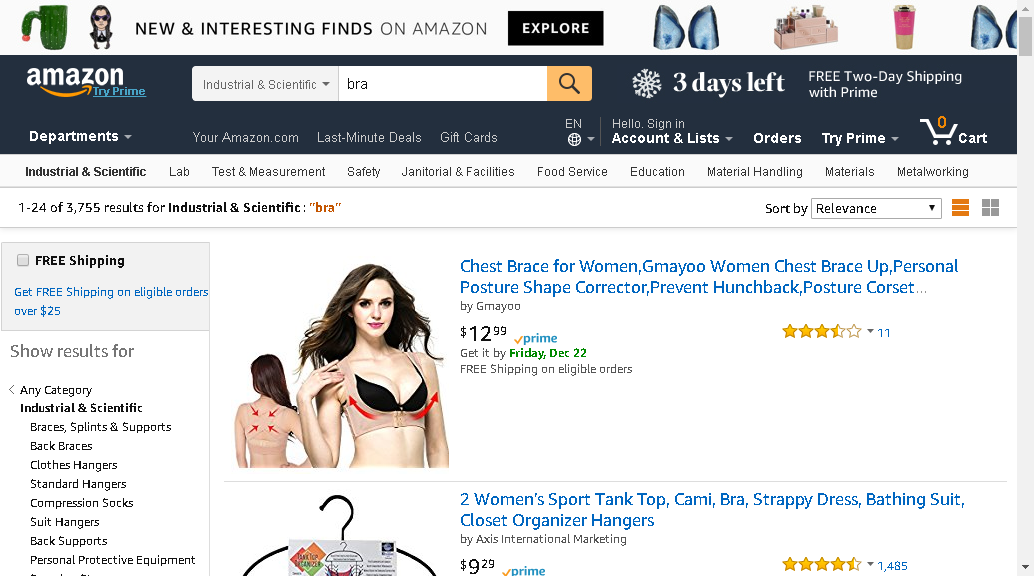 NEW & INTERESTING FINDS ON AMAZON EXPLORE
amazon
Try Prime
Industrial & Scientific bra
3 days left
FREE Two-Day Shipping
with Prime
Departments
Your Amazon.com Last-Minute Deals Gift Cards
EN
Hello. Sign in
Account & Lists
Orders
Try Prime
0
Cart
Industrial & Scientific Lab Test & Measurement Safety Janitorial & Facilities Food Service Education Material Handling Materials Metalworking
1-24 of 3,755 results for Industrial & Scientific : "bra"
Sort by Relevance
FREE Shipping
Get FREE Shipping on eligible orders
over $25
Show results for
Any Category
Industrial & Scientific
Braces, Splints & Supports
Back Braces
Clothes Hangers
Standard Hangers
Compression Socks
Suit Hangers
Back Supports
Personal Protective Equipment
Chest Brace for Women,Gmayoo Women Chest Brace Up,Personal
Posture Shape Corrector,Prevent Hunchback,Posture Corset...
by Gmayoo
$12 99 prime
11
Get it by Friday, Dec 22
FREE Shipping on eligible orders
2 Women's Sport Tank Top, Cami, Bra, Strappy Dress, Bathing Suit,
Closet Organizer Hangers
by Axis International Marketing
$9 29 prime
1,485